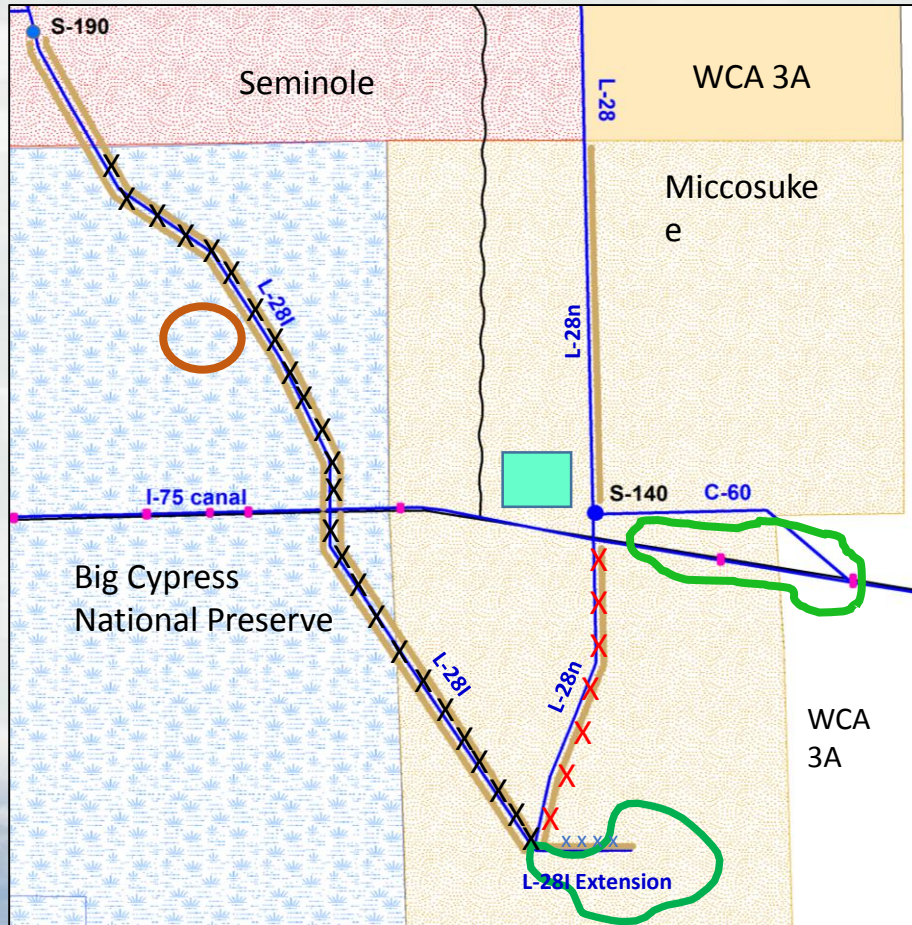 S-190
Seminole
L-28
WCA 3A
Miccosuke
e
L-28I
L-28n
I-75 canal
S-140
C-60
Big Cypress
National Preserve
L-28I
L-28n
WCA
3A
X X X X
L-28I Extension